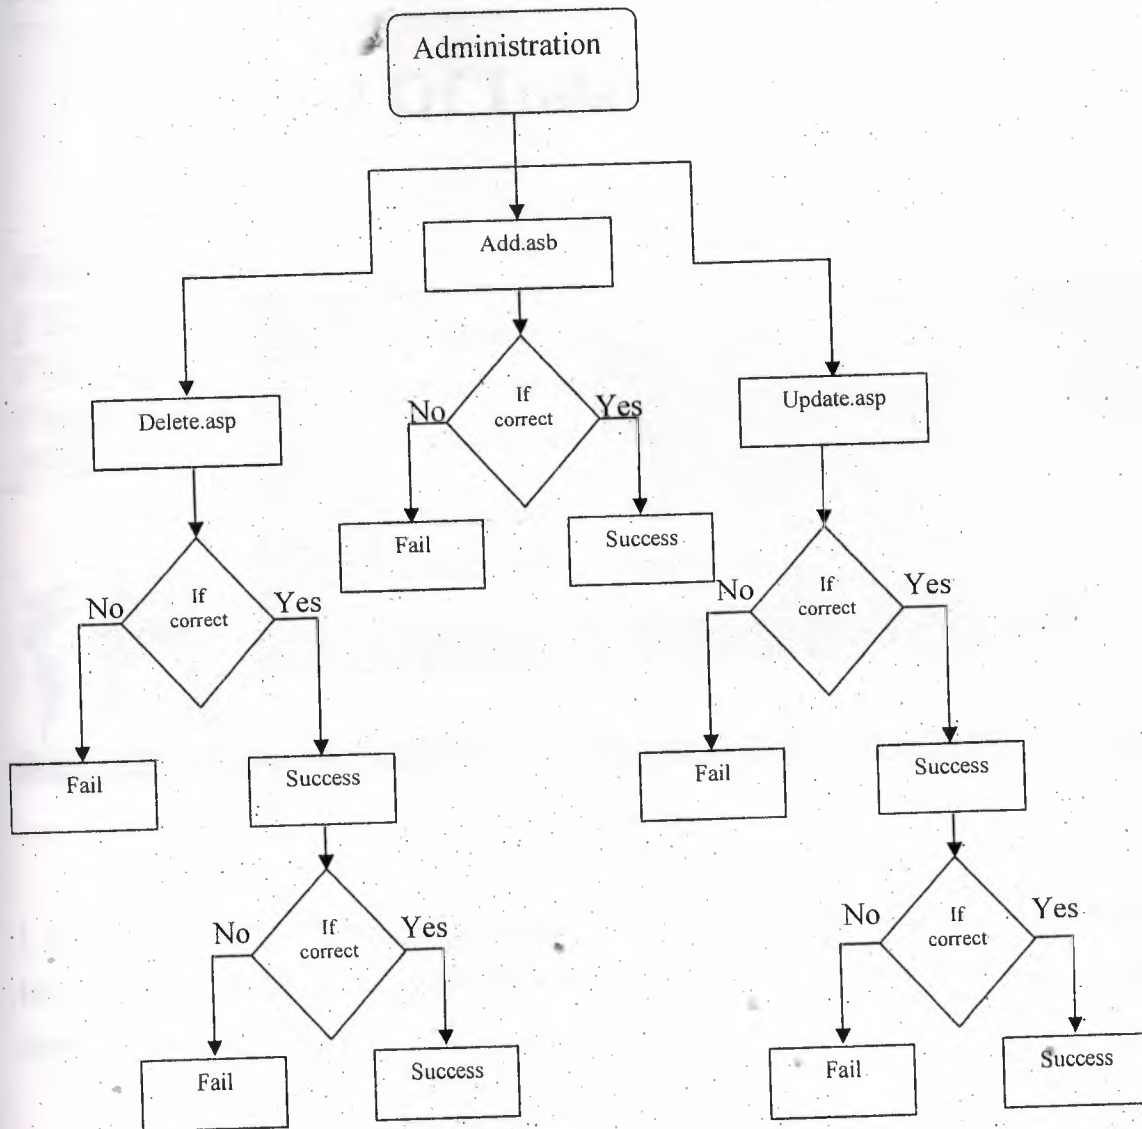 Administration
Add.asb
If
correct
No
Yes
Update.asp
Delete.asp
Fail
Success
If
correct
No
Yes
If
correct
No
Yes
Fail
Success
Fail
Success
If
correct
No
Yes
If
correct
No
Yes
Fail
Success
Fail
Success